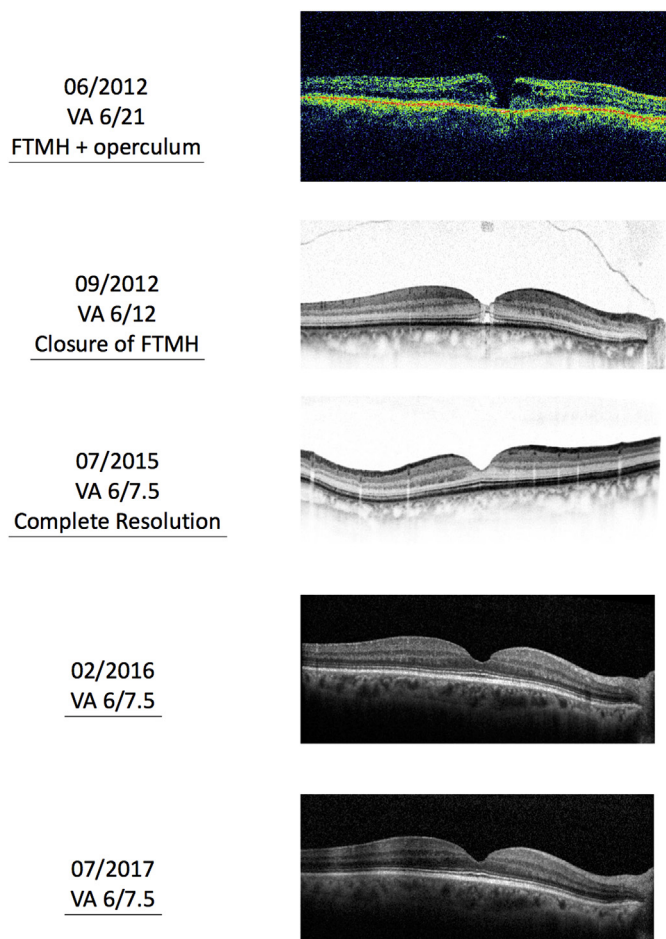 06/2012
VA 6/21
FTMH + operculum
09/2012
VA 6/12
Closure of FTMH
07/2015
VA 6/7.5
Complete Resolution
02/2016
VA 6/7.5
07/2017
VA 6/7.5